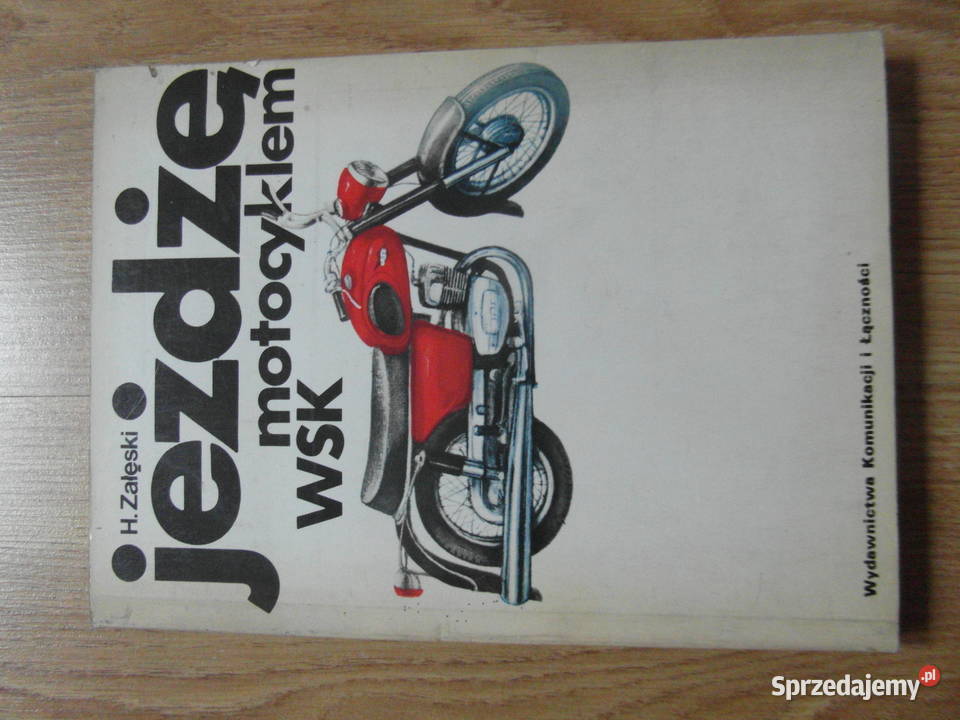 H. Załęski
jeżdżę
motocyklem
WSK
Wydawnictwa Komunikacji i Łączności
Sprzedajemy.pl